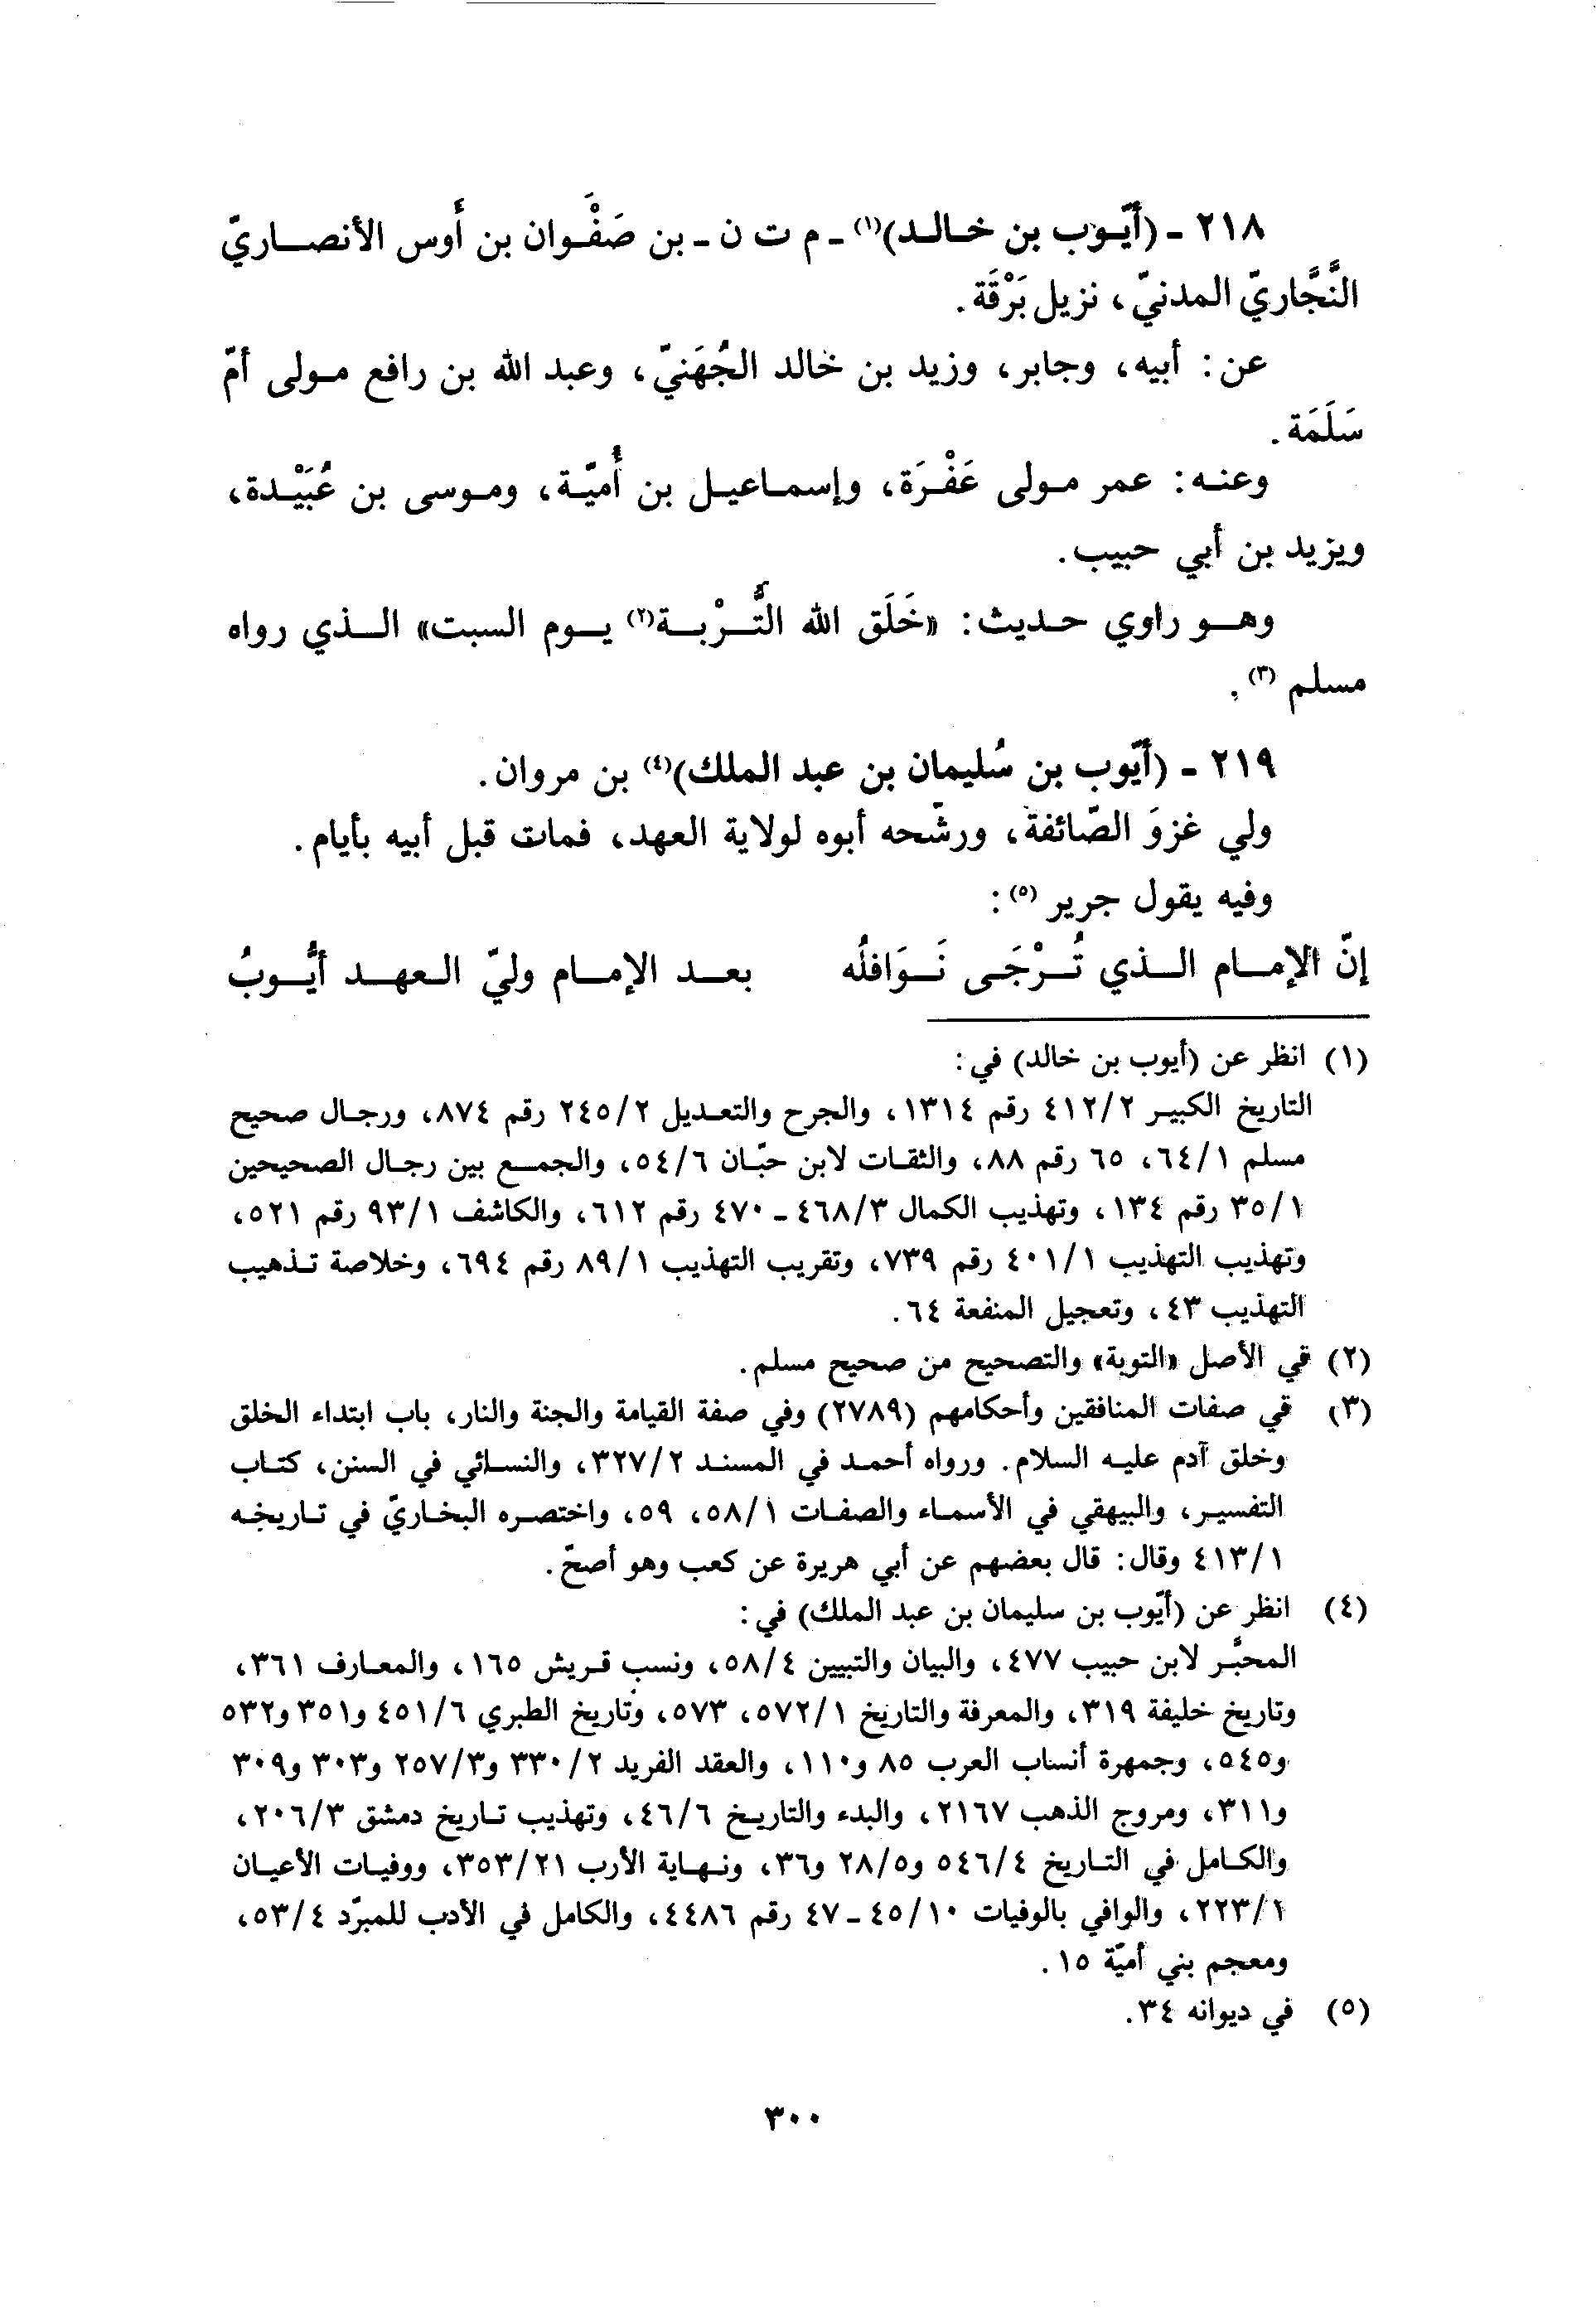 ٢١٨ - (أيّوب بن خالد)(١) - م ت ن - بن صَفْوان بن أَوس الأنصاريّ
النَّجَّاريّ المدنيّ، نزيل بَرْقَة.
عن: أبيه، وجابر، وزيد بن خالد الجُهَنيّ، وعبد الله بن رافع مولى أمّ
سَلَمَة.
وعنه: عمر مولى غَفْرَة، وإسماعيل بن أُميّة، وموسى بن عُبَيْدة،
ويزيد بن أبي حبيب.
وهو راوي حديث: «خَلَق الله التُّرْبة(٢) يوم السبت» الذي رواه
مسلم (٣).
٢١٩ - (أيّوب بن سُليمان بن عبد الملك)(٤) بن مروان.
ولي غزوَ الصّائفة، ورشّحه أبوه لولاية العهد، فمات قبل أبيه بأيام.
وفيه يقول جرير (٥):
إنّ الإمام الذي تُرْجَى نَوَافلُه بعد الإمام وليّ العهد أيُّوبُ
(١) انظر عن (أيوب بن خالد) في:
التاريخ الكبير ٤١٢/٢ رقم ١٣١٤، والجرح والتعديل ٢٤٥/٢ رقم ٨٧٤، ورجال صحيح
مسلم ٦٤/١، ٦٥ رقم ٨٨، والثقات لابن حبّان ٥٤/٦، والجمع بين رجال الصحيحين
٣٥/١ رقم ١٣٤، وتهذيب الكمال ٤٦٨/٣ - ٤٧٠ رقم ٦١٢، والكاشف ٩٣/١ رقم ٥٢١،
وتهذيب التهذيب ٤٠١/١ رقم ٧٣٩، وتقريب التهذيب ٨٩/١ رقم ٦٩٤، وخلاصة تذهيب
التهذيب ٤٣، وتعجيل المنفعة ٦٤.
(٢) في الأصل «التوبة» والتصحيح من صحيح مسلم.
(٣) في صفات المنافقين وأحكامهم (٢٧٨٩) وفي صفة القيامة والجنة والنار، باب ابتداء الخلق
وخلق آدم عليه السلام. ورواه أحمد في المسند ٣٢٧/٢، والنسائي في السنن، كتاب
التفسير، والبيهقي في الأسماء والصفات ٥٨/١، ٥٩، واختصره البخاريّ في تاريخه
٤١٣/١ وقال: قال بعضهم عن أبي هريرة عن كعب وهو أصحّ.
(٤) انظر عن (أيّوب بن سليمان بن عبد الملك) في:
المحبَّر لابن حبيب ٤٧٧، والبيان والتبيين ٥٨/٤، ونسب قريش ١٦٥، والمعارف ٣٦١،
وتاريخ خليفة ٣١٩، والمعرفة والتاريخ ٥٧٢/١، ٥٧٣، وتاريخ الطبري ٤٥١/٦ و٣٥١ و٥٣٢
و٥٤٥، وجمهرة أنساب العرب ٨٥ و١١٠، والعقد الفريد ٣٣٠/٢ و٢٥٧/٣ و٣٠٣ و٣٠٩
و٣١١، ومروج الذهب ٢١٦٧، والبدء والتاريخ ٤٦/٦، وتهذيب تاريخ دمشق ٢٠٦/٣،
والكامل في التاريخ ٥٤٦/٤ و٢٨/٥ و٣٦، ونهاية الأرب ٣٥٣/٢١، ووفيات الأعيان
٢٢٣/٢، والوافي بالوفيات ٤٥/١٠ - ٤٧ رقم ٤٤٨٦، والكامل في الأدب للمبرّد ٥٣/٤،
ومعجم بني أميّة ١٥.
(٥) في ديوانه ٣٤.
٣٠٠